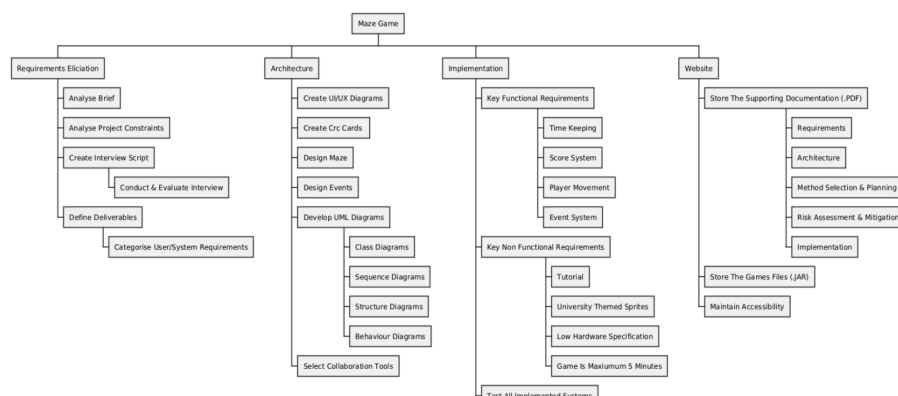 Maze Game
Requirements Eliciation
Analyse Brief
Analyse Project Constraints
Create Interview Script
Conduct & Evaluate Interview
Define Deliverables
Categorise User/System Requirements
Architecture
Create UI/UX Diagrams
Create Crc Cards
Design Maze
Design Events
Develop UML Diagrams
Class Diagrams
Sequence Diagrams
Structure Diagrams
Behaviour Diagrams
Select Collaboration Tools
Implementation
Key Functional Requirements
Time Keeping
Score System
Player Movement
Event System
Key Non Functional Requirements
Tutorial
University Themed Sprites
Low Hardware Specification
Game Is Maxiumum 5 Minutes
Test All Implemented Systems
Website
Store The Supporting Documentation (.PDF)
Requirements
Architecture
Method Selection & Planning
Risk Assessment & Mitigation
Implementation
Store The Games Files (.JAR)
Maintain Accessibility